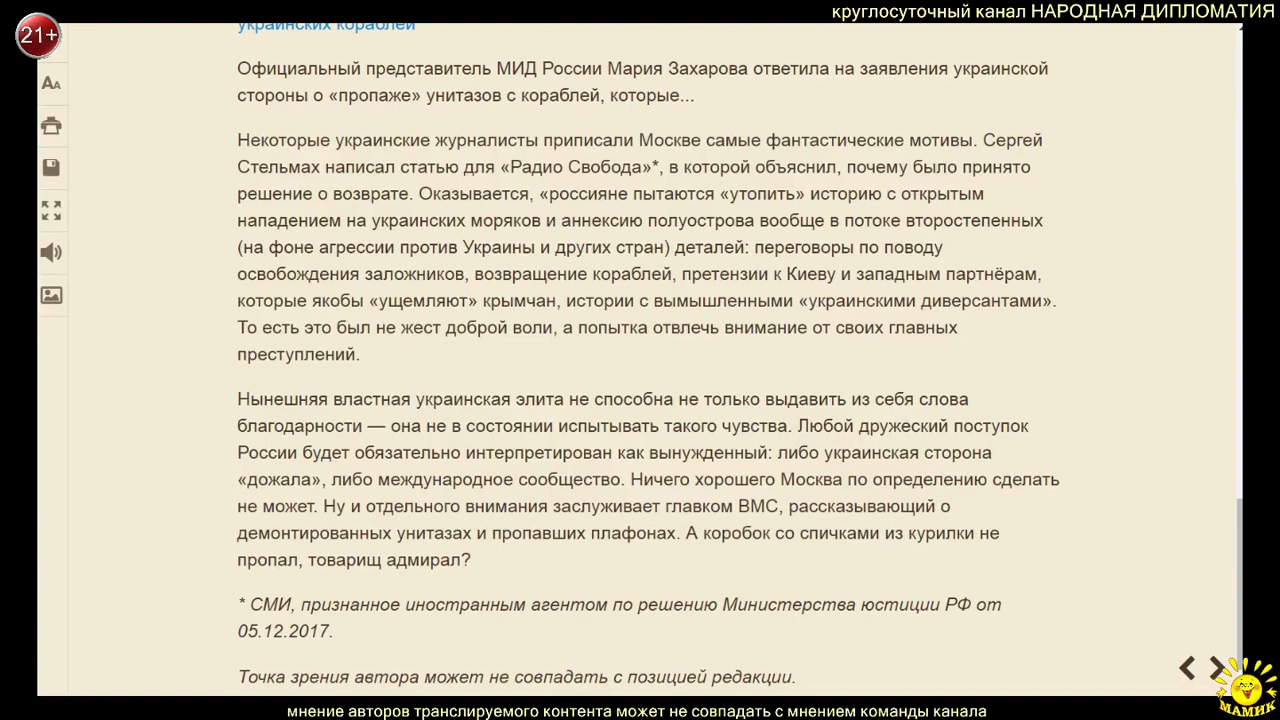 круглосуточный канал НАРОДНАЯ ДИПЛОМАТИЯ
21+
украинских кораблей
Официальный представитель МИД России Мария Захарова ответила на заявления украинской
стороны о «пропаже» унитазов с кораблей, которые...
Некоторые украинские журналисты приписали Москве самые фантастические мотивы. Сергей
Стельмах написал статью для «Радио Свобода»*, в которой объяснил, почему было принято
решение о возврате. Оказывается, «россияне пытаются «утопить» историю с открытым
нападением на украинских моряков и аннексию полуострова вообще в потоке второстепенных
(на фоне агрессии против Украины и других стран) деталей: переговоры по поводу
освобождения заложников, возвращение кораблей, претензии к Киеву и западным партнёрам,
которые якобы «ущемляют» крымчан, истории с вымышленными «украинскими диверсантами».
То есть это был не жест доброй воли, а попытка отвлечь внимание от своих главных
преступлений.
Нынешняя властная украинская элита не способна не только выдавить из себя слова
благодарности — она не в состоянии испытывать такого чувства. Любой дружеский поступок
России будет обязательно интерпретирован как вынужденный: либо украинская сторона
«дожала», либо международное сообщество. Ничего хорошего Москва по определению сделать
не может. Ну и отдельного внимания заслуживает главком ВМС, рассказывающий о
демонтированных унитазах и пропавших плафонах. А коробок со спичками из курилки не
пропал, товарищ адмирал?
* СМИ, признанное иностранным агентом по решению Министерства юстиции РФ от
05.12.2017.
Точка зрения автора может не совпадать с позицией редакции.
МАМИК
мнение авторов транслируемого контента может не совпадать с мнением команды канала